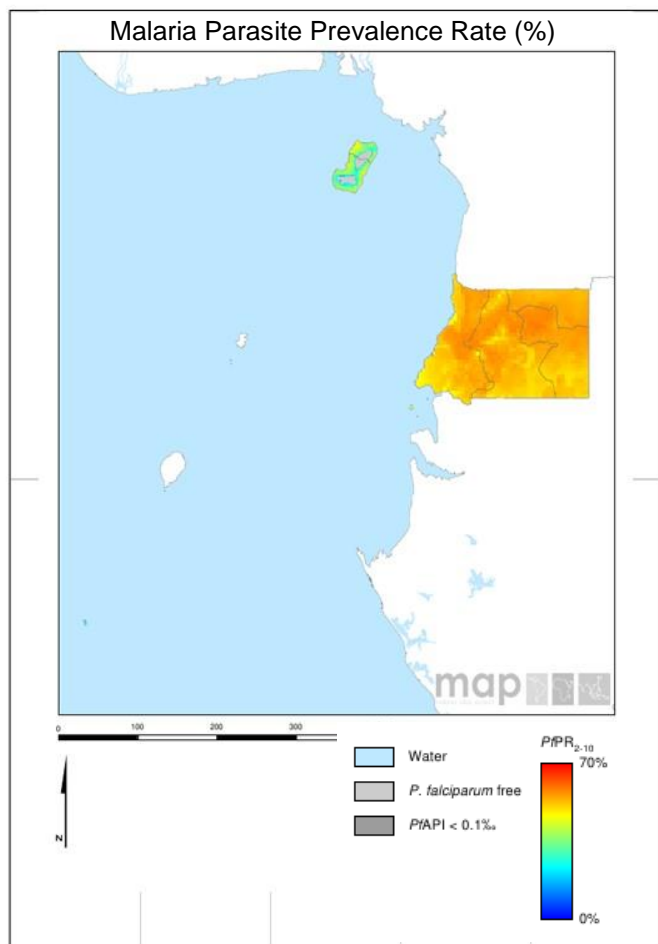 Malaria Parasite Prevalence Rate (%)
map
0 100 200 300
Water
P. falciparum free
PfAPI < 0.1‰
PfPR2-10
70%
0%
N